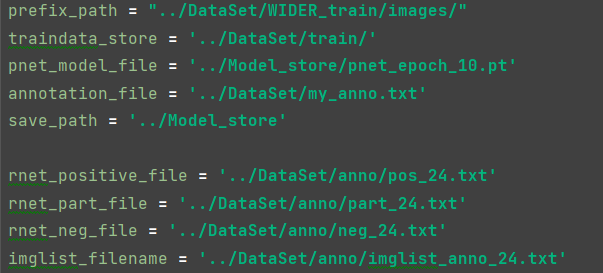 prefix_path = "../DataSet/WIDER_train/images/"
traindata_store = '../DataSet/train/'
pnet_model_file = '../Model_store/pnet_epoch_10.pt'
annotation_file = '../DataSet/my_anno.txt'
save_path = '../Model_store'
rnet_positive_file = '../DataSet/anno/pos_24.txt'
rnet_part_file = '../DataSet/anno/part_24.txt'
rnet_neg_file = '../DataSet/anno/neg_24.txt'
imglist_filename = '../DataSet/anno/imglist_anno_24.txt'